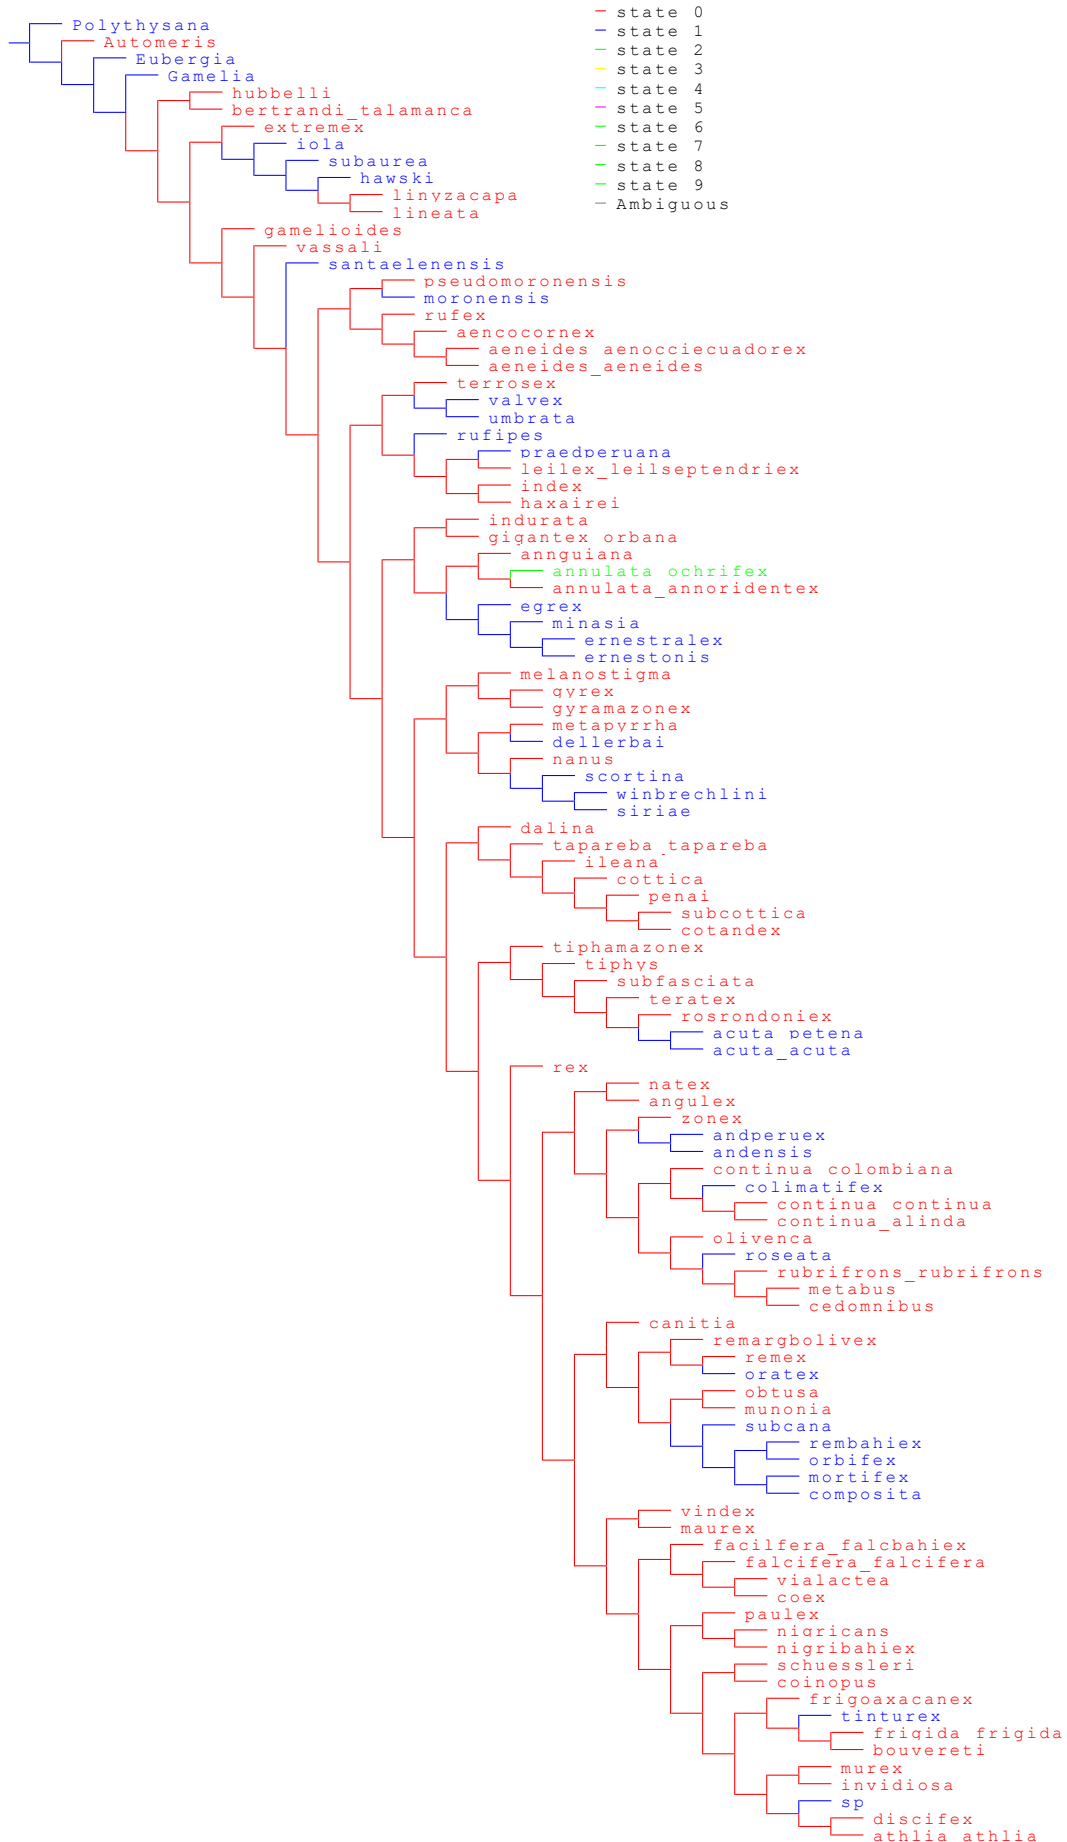 Polythysana
Automeris
Eubergia
Gamelia
hubbelli
bertrandi_talamanca
extremex
iola
subaurea
hawski
linyzacapa
lineata
gamelioides
vassali
santaelenensis
pseudomoronensis
moronensis
rufex
aencocornex
aeneides_aenocciecuadorex
aeneides_aeneides
terrosex
valvex
umbrata
rufipes
praedperuana
leilex_leilseptendriex
index
haxairei
indurata
gigantex_orbana
annguiana
annulata_ochrifex
annulata_annoridentex
egrex
minasia
ernestralex
ernestonis
melanostigma
gyrex
gyramazonex
metapyrrha
dellerbai
nanus
scortina
winbrechlini
siriae
dalina
tapareba_tapareba
ileana
cottica
penai
subcottica
cotandex
tiphamazonex
tiphys
subfasciata
teratex
rosrondoniex
acuta_petena
acuta_acuta
rex
natex
angulex
zonex
andperuex
andensis
continua_colombiana
colimatifex
continua_continua
continua_alinda
olivenca
roseata
rubrifrons_rubrifrons
metabus
cedomnibus
canitia
remargbolivex
remex
oratex
obtusa
munonia
subcana
rembahiex
orbifex
mortifex
composita
vindex
maurex
facilfera_falcbahiex
falcifera_falcifera
vialactea
coex
paulex
nigricans
nigribahiex
schuessleri
coinopus
frigoaxacanex
tinturex
frigida_frigida
bouvereti
murex
invidiosa
sp
discifex
athlia_athlia
state 0
state 1
state 2
state 3
state 4
state 5
state 6
state 7
state 8
state 9
Ambiguous